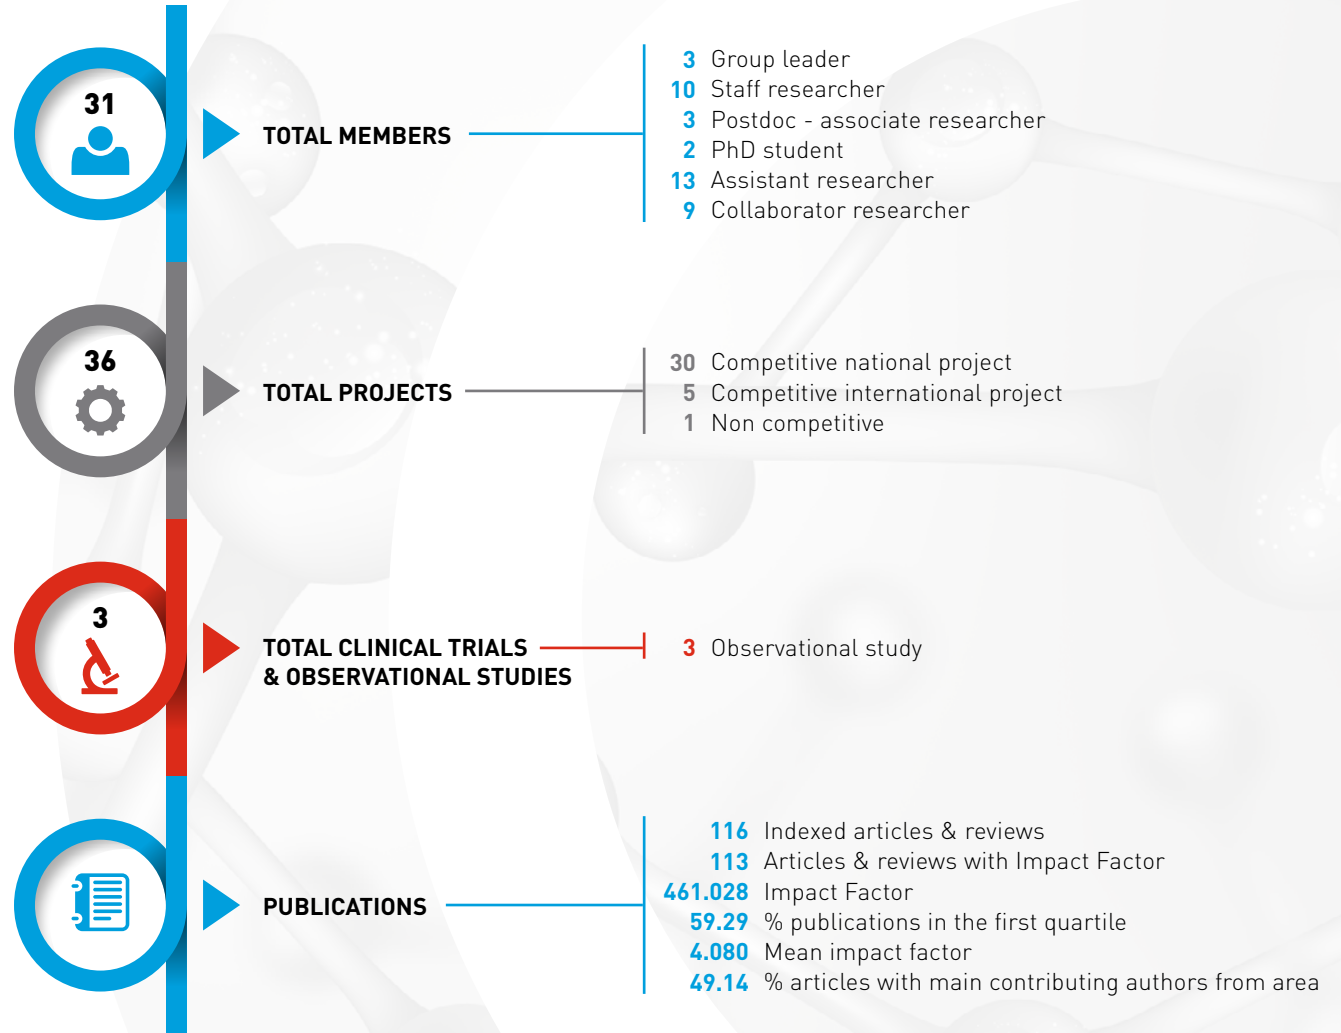 31
TOTAL MEMBERS
3 Group leader
10 Staff researcher
3 Postdoc - associate researcher
2 PhD student
13 Assistant researcher
9 Collaborator researcher
36
TOTAL PROJECTS
30 Competitive national project
5 Competitive international project
1 Non competitive
3
TOTAL CLINICAL TRIALS
& OBSERVATIONAL STUDIES
3 Observational study
PUBLICATIONS
116 Indexed articles & reviews
113 Articles & reviews with Impact Factor
461.028 Impact Factor
59.29 % publications in the first quartile
4.080 Mean impact factor
49.14 % articles with main contributing authors from area